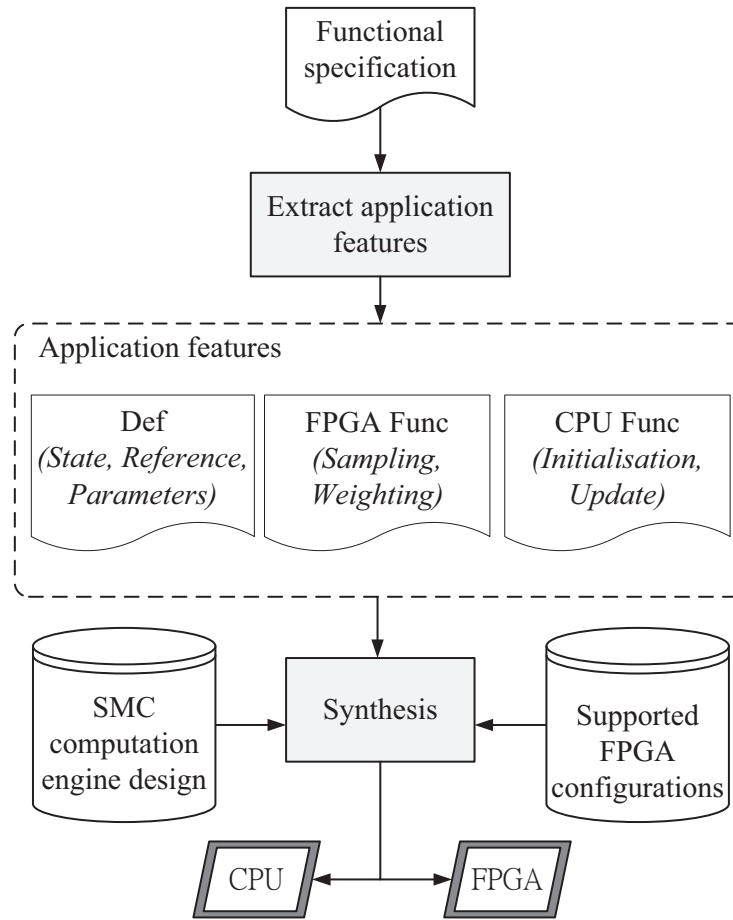 Functional
specification
Extract application
features
Application features
Def
(State, Reference,
Parameters)
FPGA Func
(Sampling,
Weighting)
CPU Func
(Initialisation,
Update)
SMC
computation
engine design
Synthesis
Supported
FPGA
configurations
CPU
FPGA